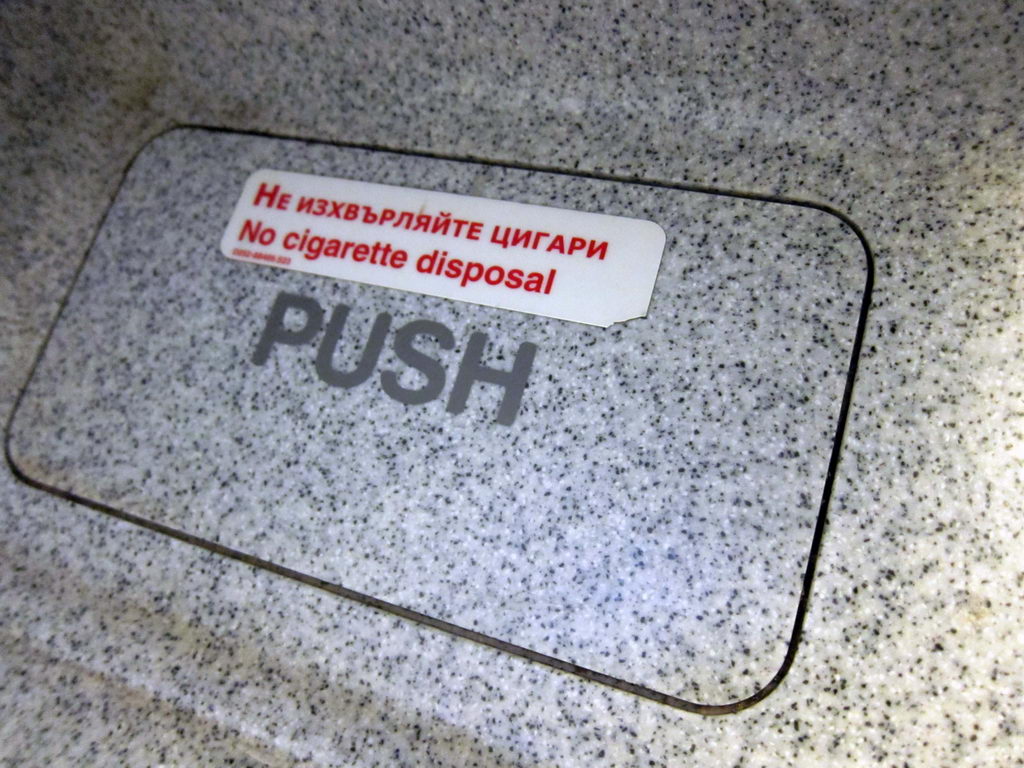 Не изхвърляйте цигари
No cigarette disposal
PUSH